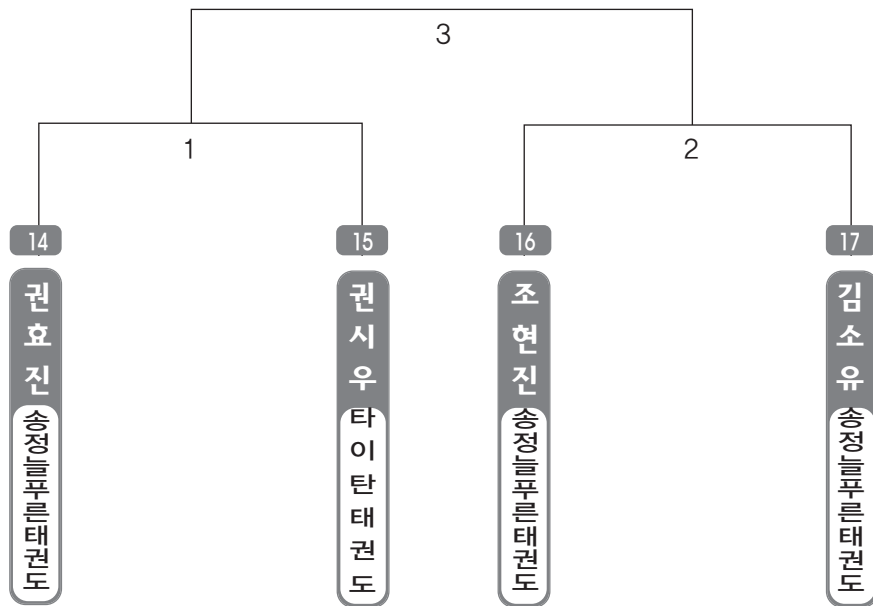 3
1
2
14
15
16
17
권효진
권시우
조현진
김소유
송정늘푸른태권도
타이탄태권도
송정늘푸른태권도
송정늘푸른태권도